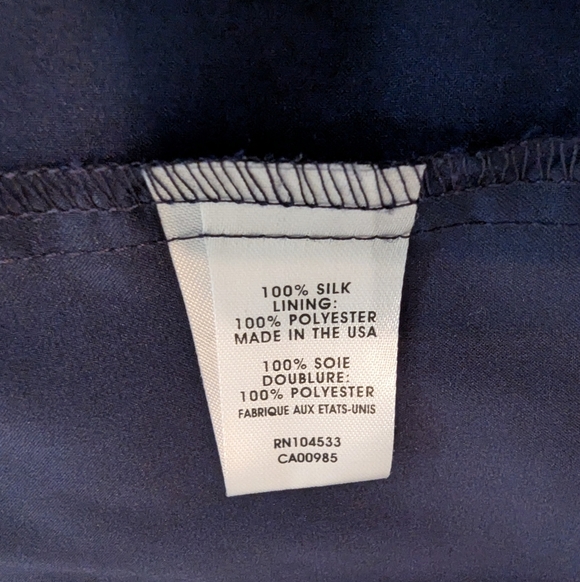 100% SILK
LINING:
100% POLYESTER
MADE IN THE USA
100% SOIE
DOUBLURE:
100% POLYESTER
FABRIQUE AUX ETATS-UNIS
RN104533
CA00985